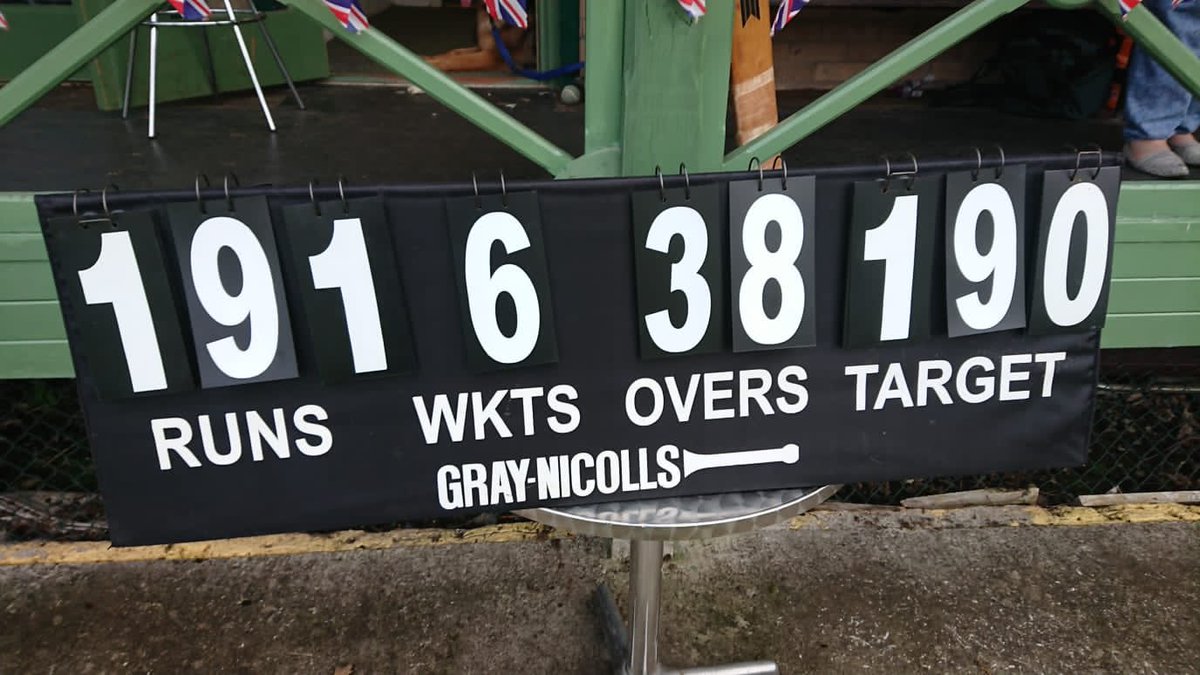 191 6 38 190
RUNS WKTS OVERS TARGET
GRAY-NICOLLS